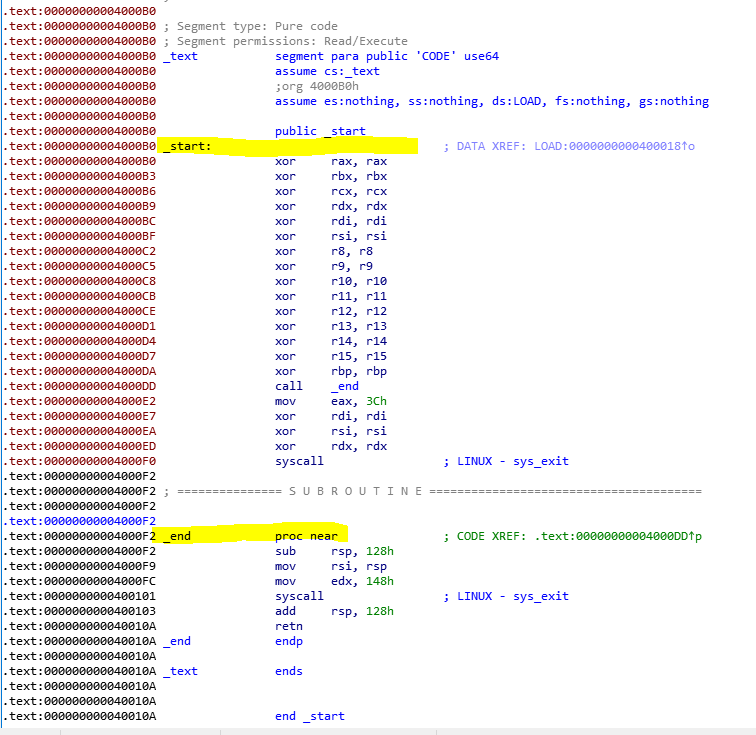 .text:00000000004000B0
.text:00000000004000B0 ; Segment type: Pure code
.text:00000000004000B0 ; Segment permissions: Read/Execute
.text:00000000004000B0 _text segment para public 'CODE' use64
.text:00000000004000B0 assume cs:_text
.text:00000000004000B0 ;org 4000B0h
.text:00000000004000B0 assume es:nothing, ss:nothing, ds:LOAD, fs:nothing, gs:nothing
.text:00000000004000B0
.text:00000000004000B0 public _start
.text:00000000004000B0 _start: ; DATA XREF: LOAD:0000000000400018↑o
.text:00000000004000B0 xor rax, rax
.text:00000000004000B3 xor rbx, rbx
.text:00000000004000B6 xor rcx, rcx
.text:00000000004000B9 xor rdx, rdx
.text:00000000004000BC xor rdi, rdi
.text:00000000004000BF xor rsi, rsi
.text:00000000004000C2 xor r8, r8
.text:00000000004000C5 xor r9, r9
.text:00000000004000C8 xor r10, r10
.text:00000000004000CB xor r11, r11
.text:00000000004000CE xor r12, r12
.text:00000000004000D1 xor r13, r13
.text:00000000004000D4 xor r14, r14
.text:00000000004000D7 xor r15, r15
.text:00000000004000DA xor rbp, rbp
.text:00000000004000DD call _end
.text:00000000004000E2 mov eax, 3Ch
.text:00000000004000E7 xor rdi, rdi
.text:00000000004000EA xor rsi, rsi
.text:00000000004000ED xor rdx, rdx
.text:00000000004000F0 syscall ; LINUX - sys_exit
.text:00000000004000F2
.text:00000000004000F2 ; =============== S U B R O U T I N E =======================================
.text:00000000004000F2
.text:00000000004000F2
.text:00000000004000F2 _end proc near ; CODE XREF: .text:00000000004000DD↑p
.text:00000000004000F2 sub rsp, 128h
.text:00000000004000F9 mov rsi, rsp
.text:00000000004000FC mov edx, 148h
.text:0000000000400101 syscall ; LINUX - sys_exit
.text:0000000000400103 add rsp, 128h
.text:000000000040010A retn
.text:000000000040010A _end endp
.text:000000000040010A
.text:000000000040010A _text ends
.text:000000000040010A
.text:000000000040010A
.text:000000000040010A end _start